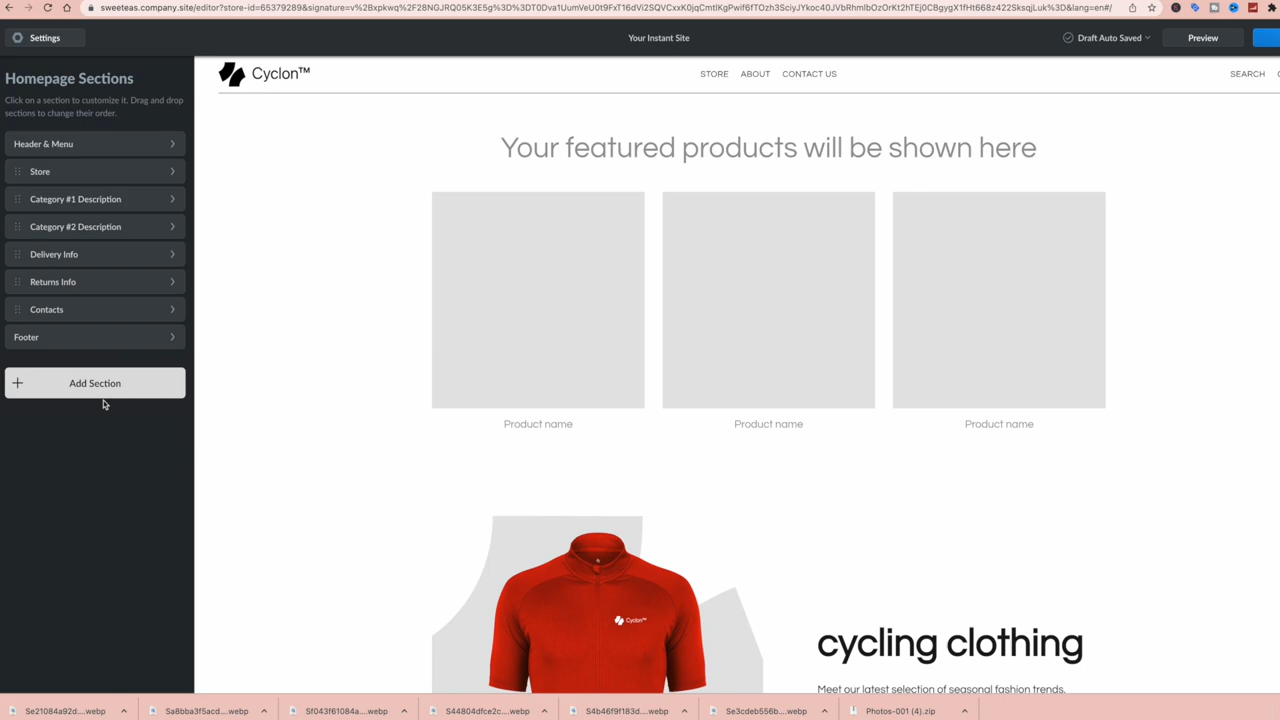 sweeteas.company.site/editor?store-id=65379289&signature=v%2Bxpkwq%2F28NGJRQ05K3E5g%3D%3DT0Dva1UumVeU0t9FxT16dVi2SQVCxxK0jqCmtlKgPwif6fTOzh3SciyJYkoc40JVbRhmlbOzOrKt2hTEj0CBgygX1fHt668z422SksqjLuk%3D&lang=en#/
Settings
Your Instant Site
Draft Auto Saved
Preview
Homepage Sections
Click on a section to customize it. Drag and drop
sections to change their order.
Header & Menu
Store
Category #1 Description
Category #2 Description
Delivery Info
Returns Info
Contacts
Footer
Add Section
Cyclon™
STORE ABOUT CONTACT US
SEARCH
Your featured products will be shown here
Product name
Product name
Product name
Cyclon™
cycling clothing
Meet our latest selection of seasonal fashion trends.
Se21084a92d....webp
Sa8bba3f5acd....webp
Sf043f61084a....webp
S44804dfce2c....webp
S4b46f9f183d....webp
Se3cdeb556b....webp
Photos-001 (4).zip